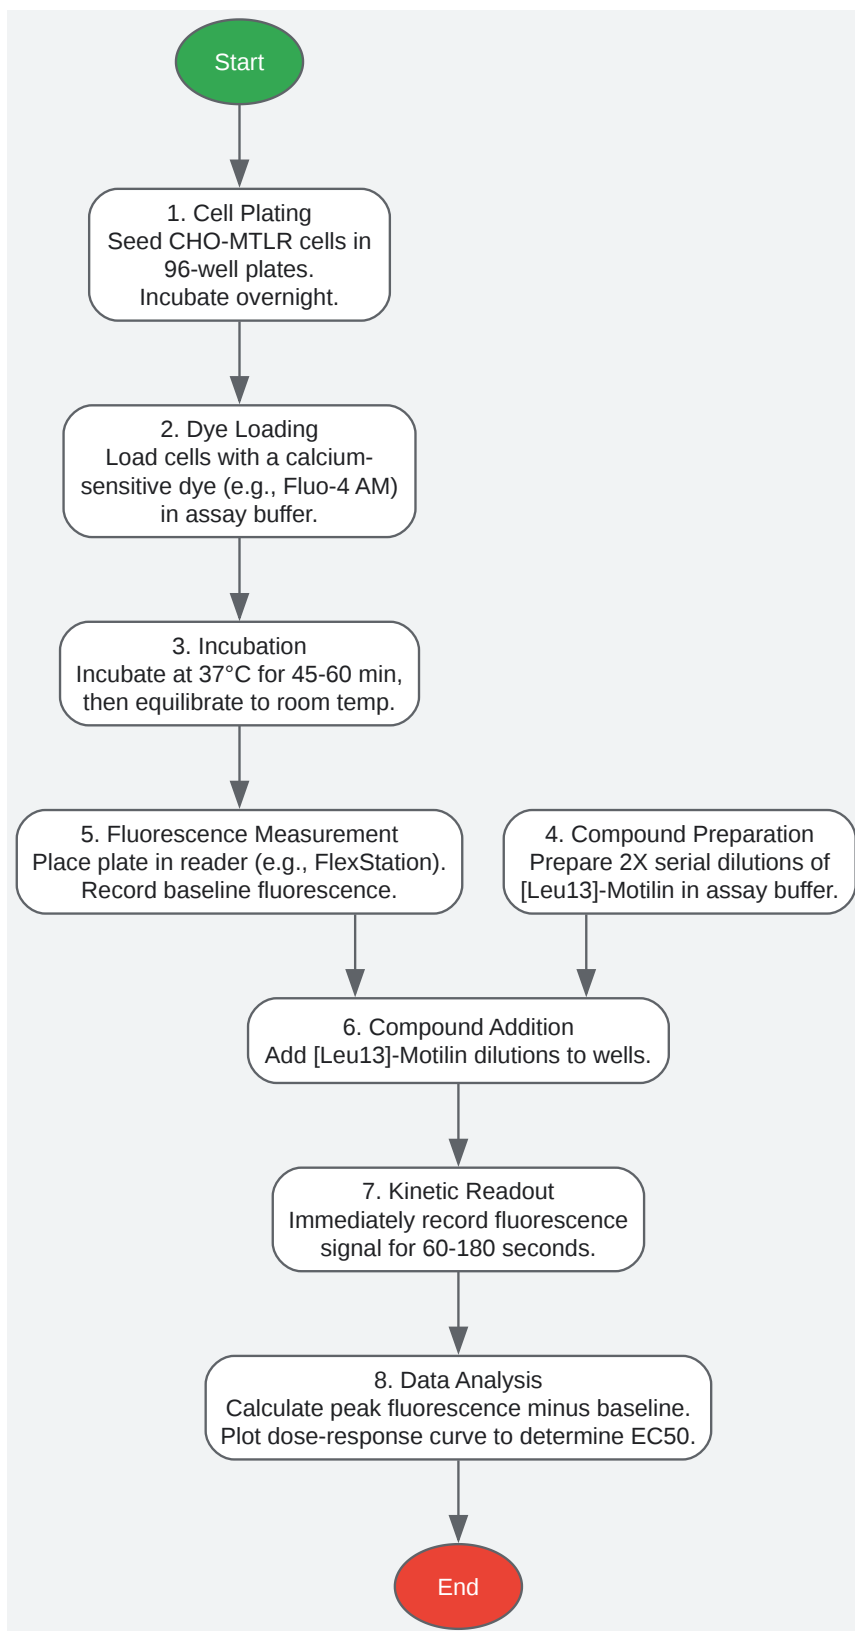 Start
1. Cell Plating
Seed CHO-MTLR cells in
96-well plates.
Incubate overnight.
2. Dye Loading
Load cells with a calcium-
sensitive dye (e.g., Fluo-4 AM)
in assay buffer.
3. Incubation
Incubate at 37°C for 45-60 min,
then equilibrate to room temp.
5. Fluorescence Measurement
Place plate in reader (e.g., FlexStation).
Record baseline fluorescence.
4. Compound Preparation
Prepare 2X serial dilutions of
[Leu13]-Motilin in assay buffer.
6. Compound Addition
Add [Leu13]-Motilin dilutions to wells.
7. Kinetic Readout
Immediately record fluorescence
signal for 60-180 seconds.
8. Data Analysis
Calculate peak fluorescence minus baseline.
Plot dose-response curve to determine EC50.
End